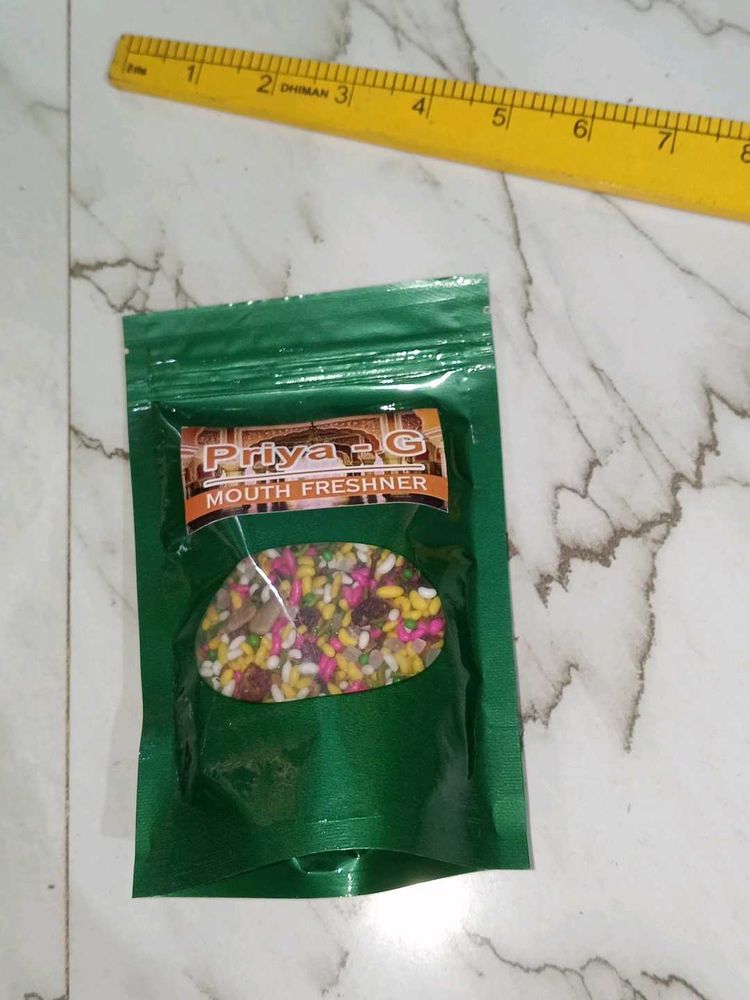 1 2 DHIMAN 3 4 5 6 7 8
Priya - G
MOUTH FRESHNER